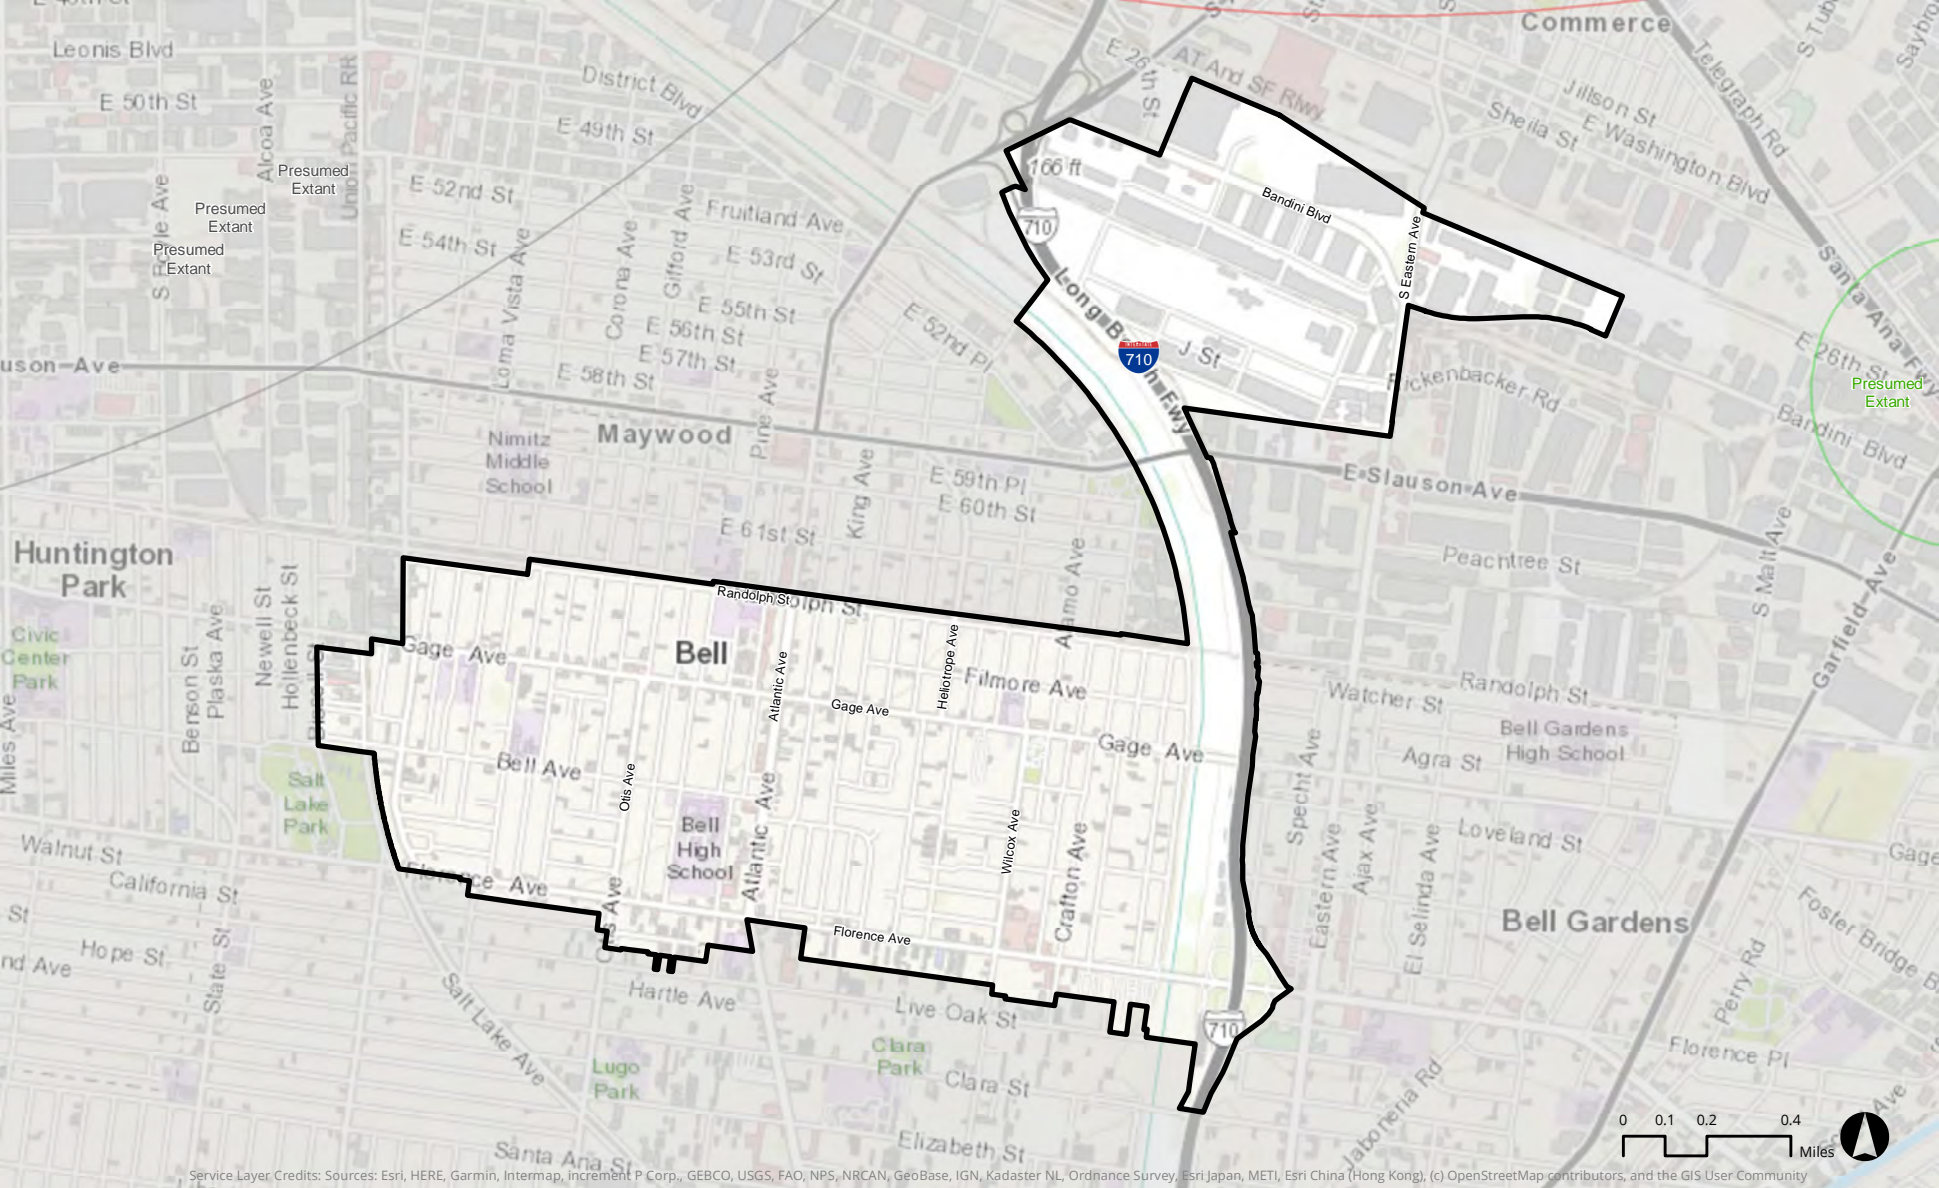 Commerce
Leonis Blvd
E 50th St
District Blvd
E 49th St
Alcoa Ave
Union Pacific RR
E 26th St
AT And SF Rlwy
Telegraph Rd
Jillson St
Sheila St
E Washington Blvd
Presumed
Extant
Presumed
Extant
Presumed
Extant
E 52nd St
E 54th St
Fruitland Ave
Gifford Ave
Corona Ave
Loma Vista Ave
E 53rd St
E 55th St
E 56th St
E 57th St
E 58th St
E 52nd Pl
166 ft
710
Bandini Blvd
S Eastern Ave
710
J St
Santa Ana Fwy
E 26th St
Presumed
Extant
Bandini Blvd
Pine Ave
Maywood
Nimitz
Middle
School
King Ave
E 59th Pl
E 60th St
E 61st St
E Slauson Ave
Peachtree St
S Malt Ave
Garfield Ave
Huntington
Park
Civic
Center
Park
Miles Ave
Benson St
Plaska Ave
Newell St
Hollenbeck St
Randolph St
Alamo Ave
Gage Ave
Bell
Atlantic Ave
Gage Ave
Heliotrope Ave
Filmore Ave
Gage Ave
Watcher St
Randolph St
Bell Gardens
High School
Agra St
Specht Ave
Ajax Ave
Loveland St
Eastern Ave
El Selinda Ave
Bell Ave
Otis Ave
Bell
High
School
Atlantic Ave
Wilcox Ave
Crafton Ave
Salt
Lake
Park
Walnut St
California St
St
Hope St
nd Ave
State St
Salt Lake Ave
Florence Ave
Hartle Ave
Live Oak St
Clara
Park
Lugo
Park
Clara St
Elizabeth St
Santa Ana St
710
Bell Gardens
Perry Rd
Florence Pl
Jaboneria Rd
Gage
Ave
0 0.1 0.2 0.4
Miles
Service Layer Credits: Sources: Esri, HERE, Garmin, Intermap, increment P Corp., GEBCO, USGS, FAO, NPS, NRCAN, GeoBase, IGN, Kadaster NL, Ordnance Survey, Esri Japan, METI, Esri China (Hong Kong), (c) OpenStreetMap contributors, and the GIS User Community